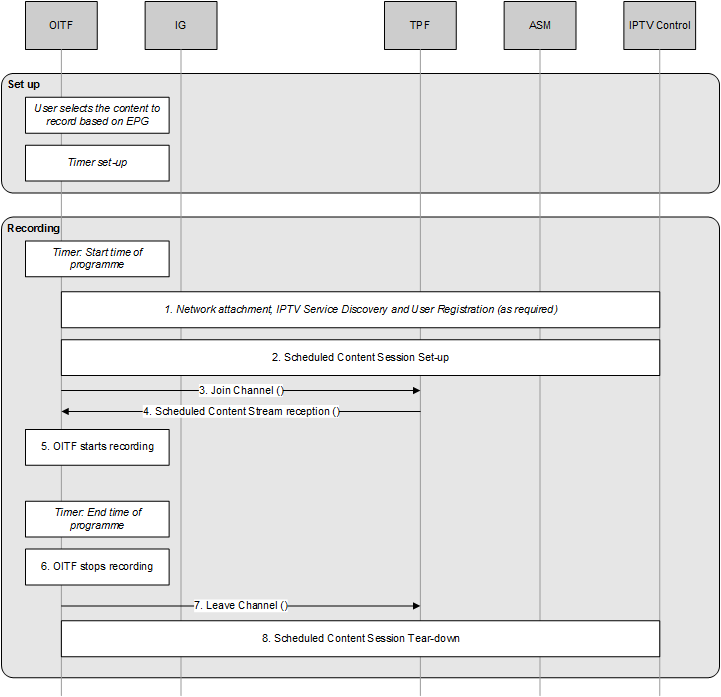 OITF
IG
TPF
ASM
IPTV Control
Set up
User selects the content to
record based on EPG
Timer set-up
Recording
Timer: Start time of
programme
1. Network attachment, IPTV Service Discovery and User Registration (as required)
2. Scheduled Content Session Set-up
3. Join Channel ()
4. Scheduled Content Stream reception ()
5. OITF starts recording
Timer: End time of
programme
6. OITF stops recording
7. Leave Channel ()
8. Scheduled Content Session Tear-down